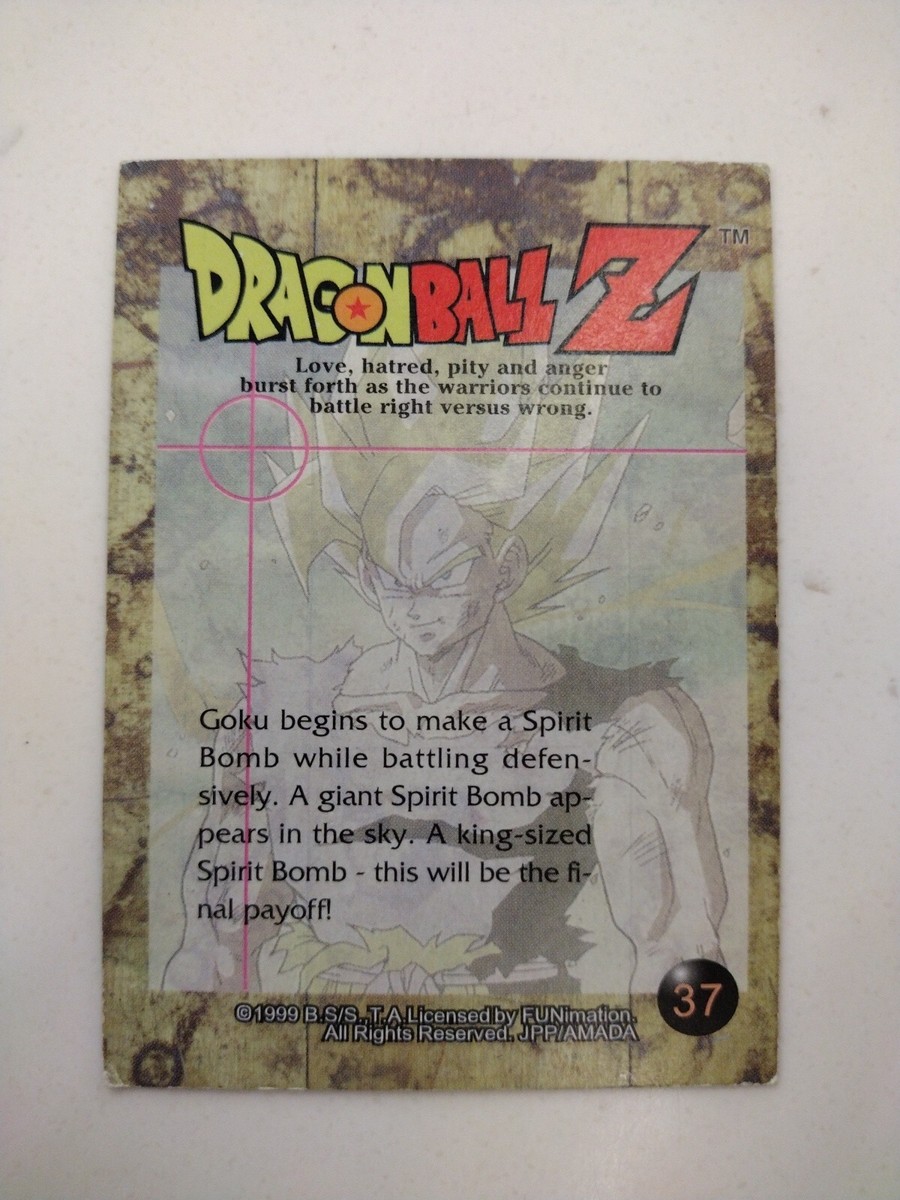 DRAGON BALL Z ™
Love, hatred, pity and anger
burst forth as the warriors continue to
battle right versus wrong.
Goku begins to make a Spirit
Bomb while battling defen-
sively. A giant Spirit Bomb ap-
pears in the sky. A king-sized
Spirit Bomb - this will be the fi-
nal payoff!
37
©1999 B.S/S.,T.A.Licensed by FUNimation.
All Rights Reserved. JPP/AMADA